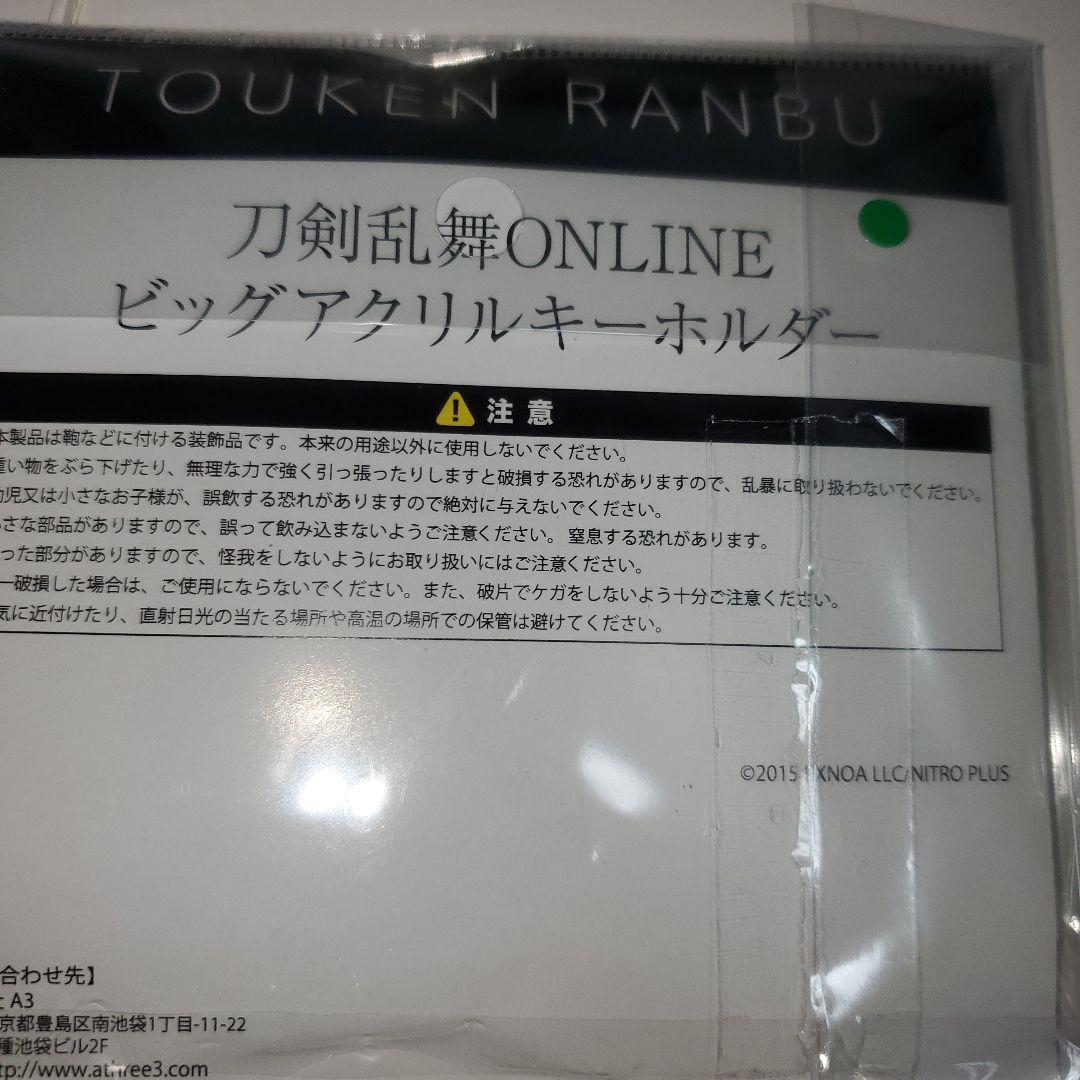 TOUKEN RANBU
刀剣乱舞ONLINE
ビッグアクリルキーホルダー
注意
本製品は鞄などに付ける装飾品です。本来の用途以外に使用しないでください。
重い物をぶら下げたり、無理な力で強く引っ張ったりしますと破損する恐れがありますので、乱暴に取り扱わないでください。
幼児又は小さなお子様が、誤飲する恐れがありますので絶対に与えないでください。
小さな部品がありますので、誤って飲み込まないようご注意ください。窒息する恐れがあります。
った部分がありますので、怪我をしないようにお取り扱いにはご注意ください。
一破損した場合は、ご使用にならないでください。また、破片でケガをしないよう十分ご注意ください。
気に近付けたり、直射日光の当たる場所や高温の場所での保管は避けてください。
©2015 EXNOA LLC/NITRO PLUS
合わせ先】
A3
京都豊島区南池袋1丁目-11-22
種池袋ビル2F
tp://www.athree3.com